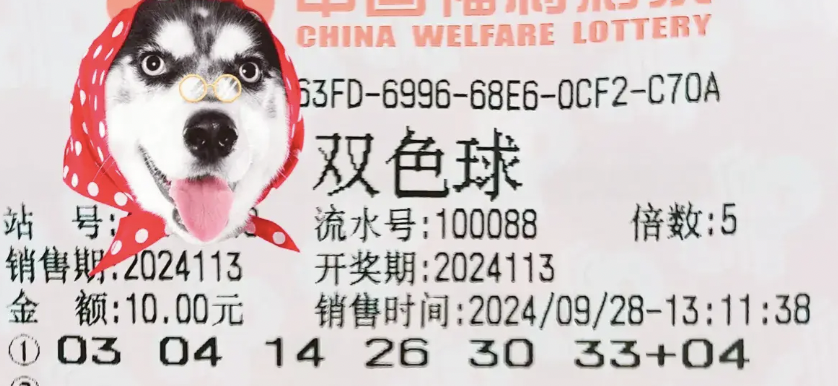 CHINA WELFARE LOTTERY
63FD-6996-68E6-0CF2-C70A
双色球
站 号: 流水号:100088 倍数:5
销售期:2024113 开奖期:2024113
金 额:10.00元 销售时间:2024/09/28-13:11:38
① 03 04 14 26 30 33+04